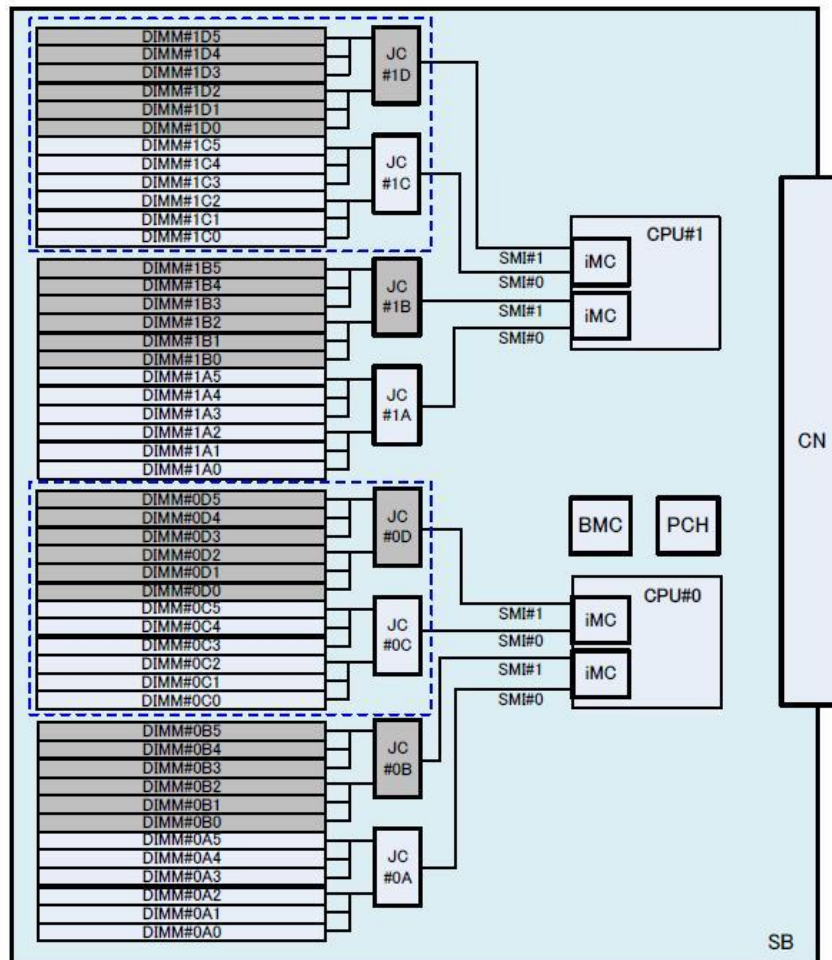 DIMM#1D5
DIMM#1D4
DIMM#1D3
DIMM#1D2
DIMM#1D1
DIMM#1D0
JC
#1D
DIMM#1C5
DIMM#1C4
DIMM#1C3
DIMM#1C2
DIMM#1C1
DIMM#1C0
JC
#1C
DIMM#1B5
DIMM#1B4
DIMM#1B3
DIMM#1B2
DIMM#1B1
DIMM#1B0
JC
#1B
DIMM#1A5
DIMM#1A4
DIMM#1A3
DIMM#1A2
DIMM#1A1
DIMM#1A0
JC
#1A
SMI#1
SMI#0
SMI#1
SMI#0
CPU#1
iMC
iMC
CN
DIMM#0D5
DIMM#0D4
DIMM#0D3
DIMM#0D2
DIMM#0D1
DIMM#0D0
JC
#0D
DIMM#0C5
DIMM#0C4
DIMM#0C3
DIMM#0C2
DIMM#0C1
DIMM#0C0
JC
#0C
BMC
PCH
SMI#1
SMI#0
SMI#1
SMI#0
CPU#0
iMC
iMC
DIMM#0B5
DIMM#0B4
DIMM#0B3
DIMM#0B2
DIMM#0B1
DIMM#0B0
JC
#0B
DIMM#0A5
DIMM#0A4
DIMM#0A3
DIMM#0A2
DIMM#0A1
DIMM#0A0
JC
#0A
SB